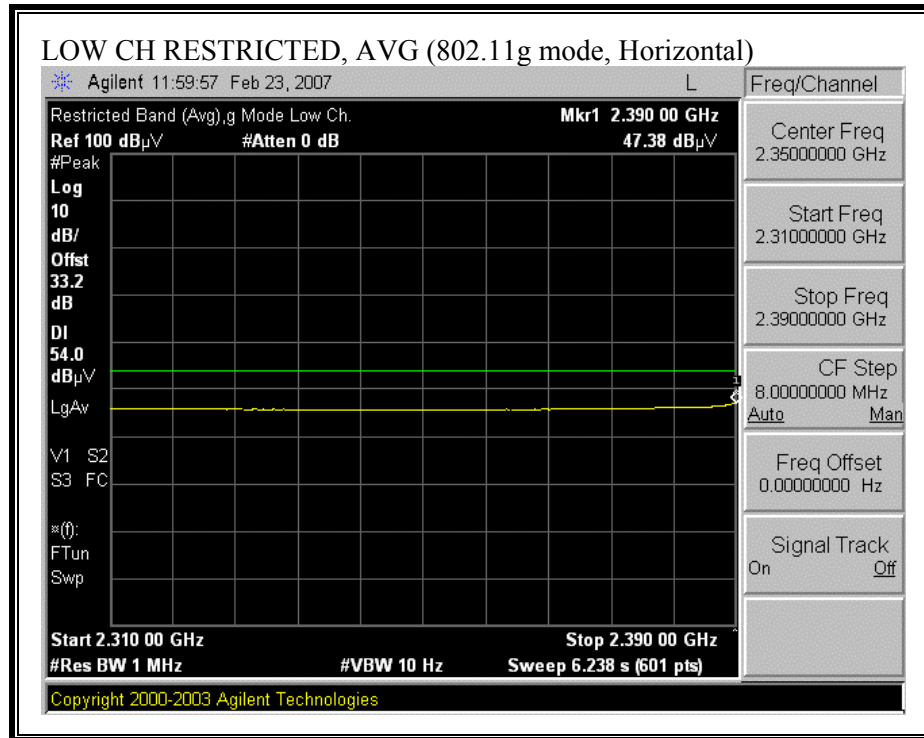 LOW CH RESTRICTED, AVG (802.11g mode, Horizontal)
Agilent 11:59:57 Feb 23, 2007 L
Restricted Band (Avg),g Mode Low Ch.
Mkr1 2.390 00 GHz
Ref 100 dBµV #Atten 0 dB 47.38 dBµV
#Peak
Log
10
dB/
Offst
33.2
dB
DI
54.0
dBµV
LgAv
V1 S2
S3 FC
¤(f):
FTun
Swp
1
Start 2.310 00 GHz Stop 2.390 00 GHz
#Res BW 1 MHz #VBW 10 Hz Sweep 6.238 s (601 pts)
Copyright 2000-2003 Agilent Technologies
Freq/Channel
Center Freq
2.35000000 GHz
Start Freq
2.31000000 GHz
Stop Freq
2.39000000 GHz
CF Step
8.00000000 MHz
Auto Man
Freq Offset
0.00000000 Hz
Signal Track
On Off